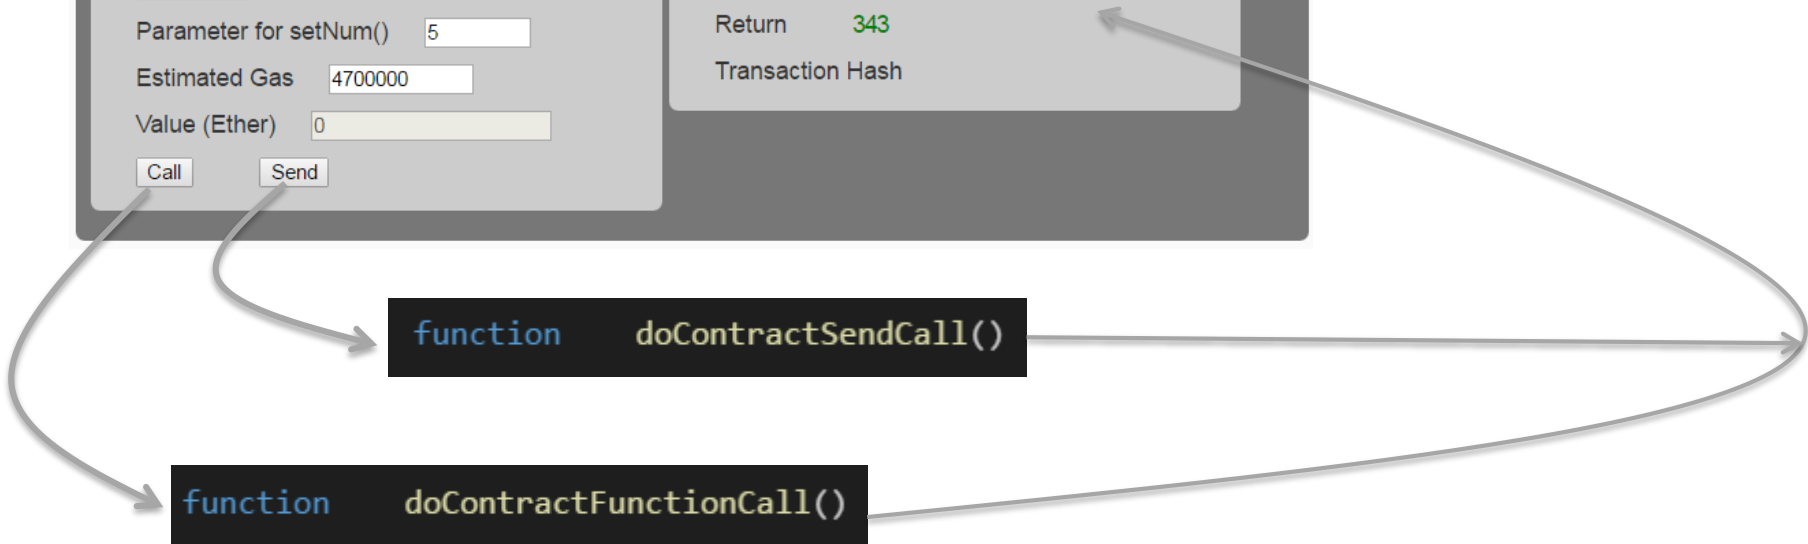 Parameter for setNum() 5
Estimated Gas 4700000
Value (Ether) 0
Call Send
Return 343
Transaction Hash
function doContractSendCall()
function doContractFunctionCall()